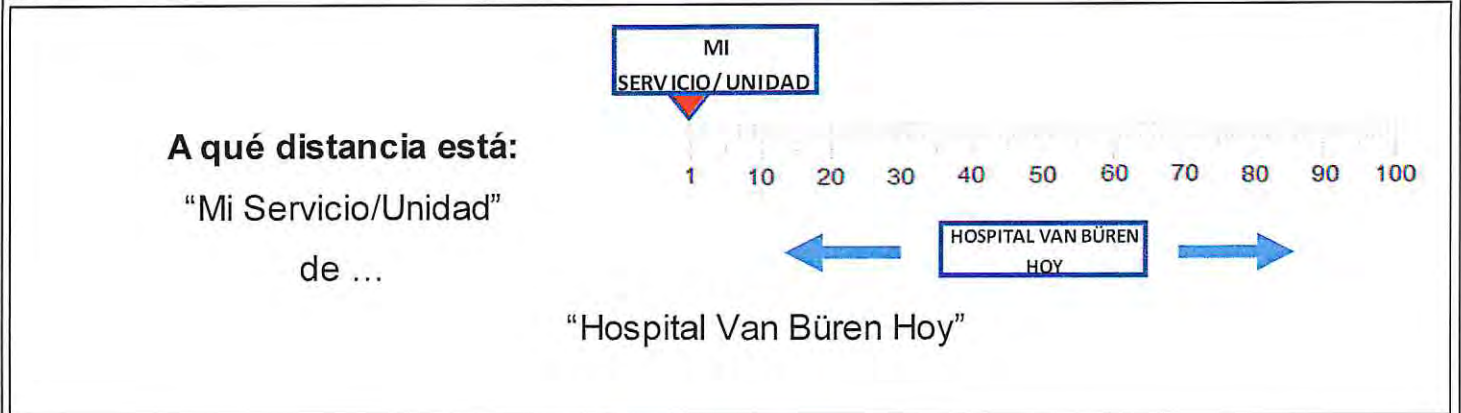 MI
SERVICIO/ UNIDAD
A qué distancia está:
1 10 20 30 40 50 60 70 80 90 100
“Mi Servicio/Unidad”
HOSPITAL VAN BÜREN
HOY
de ...
“Hospital Van Büren Hoy”